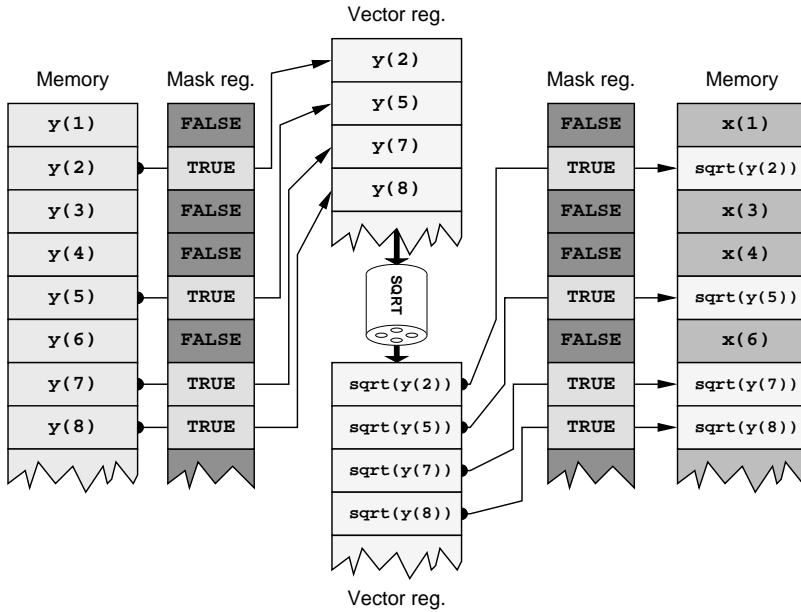 Vector reg.
Memory
Mask reg.
y(1)
y(2)
y(3)
y(4)
y(5)
y(6)
y(7)
y(8)
FALSE
TRUE
FALSE
FALSE
TRUE
FALSE
TRUE
TRUE
y(2)
y(5)
y(7)
y(8)
SQRT
sqrt(y(2))
sqrt(y(5))
sqrt(y(7))
sqrt(y(8))
Vector reg.
Mask reg.
Memory
FALSE
TRUE
FALSE
FALSE
TRUE
FALSE
TRUE
TRUE
x(1)
sqrt(y(2))
x(3)
x(4)
sqrt(y(5))
x(6)
sqrt(y(7))
sqrt(y(8))